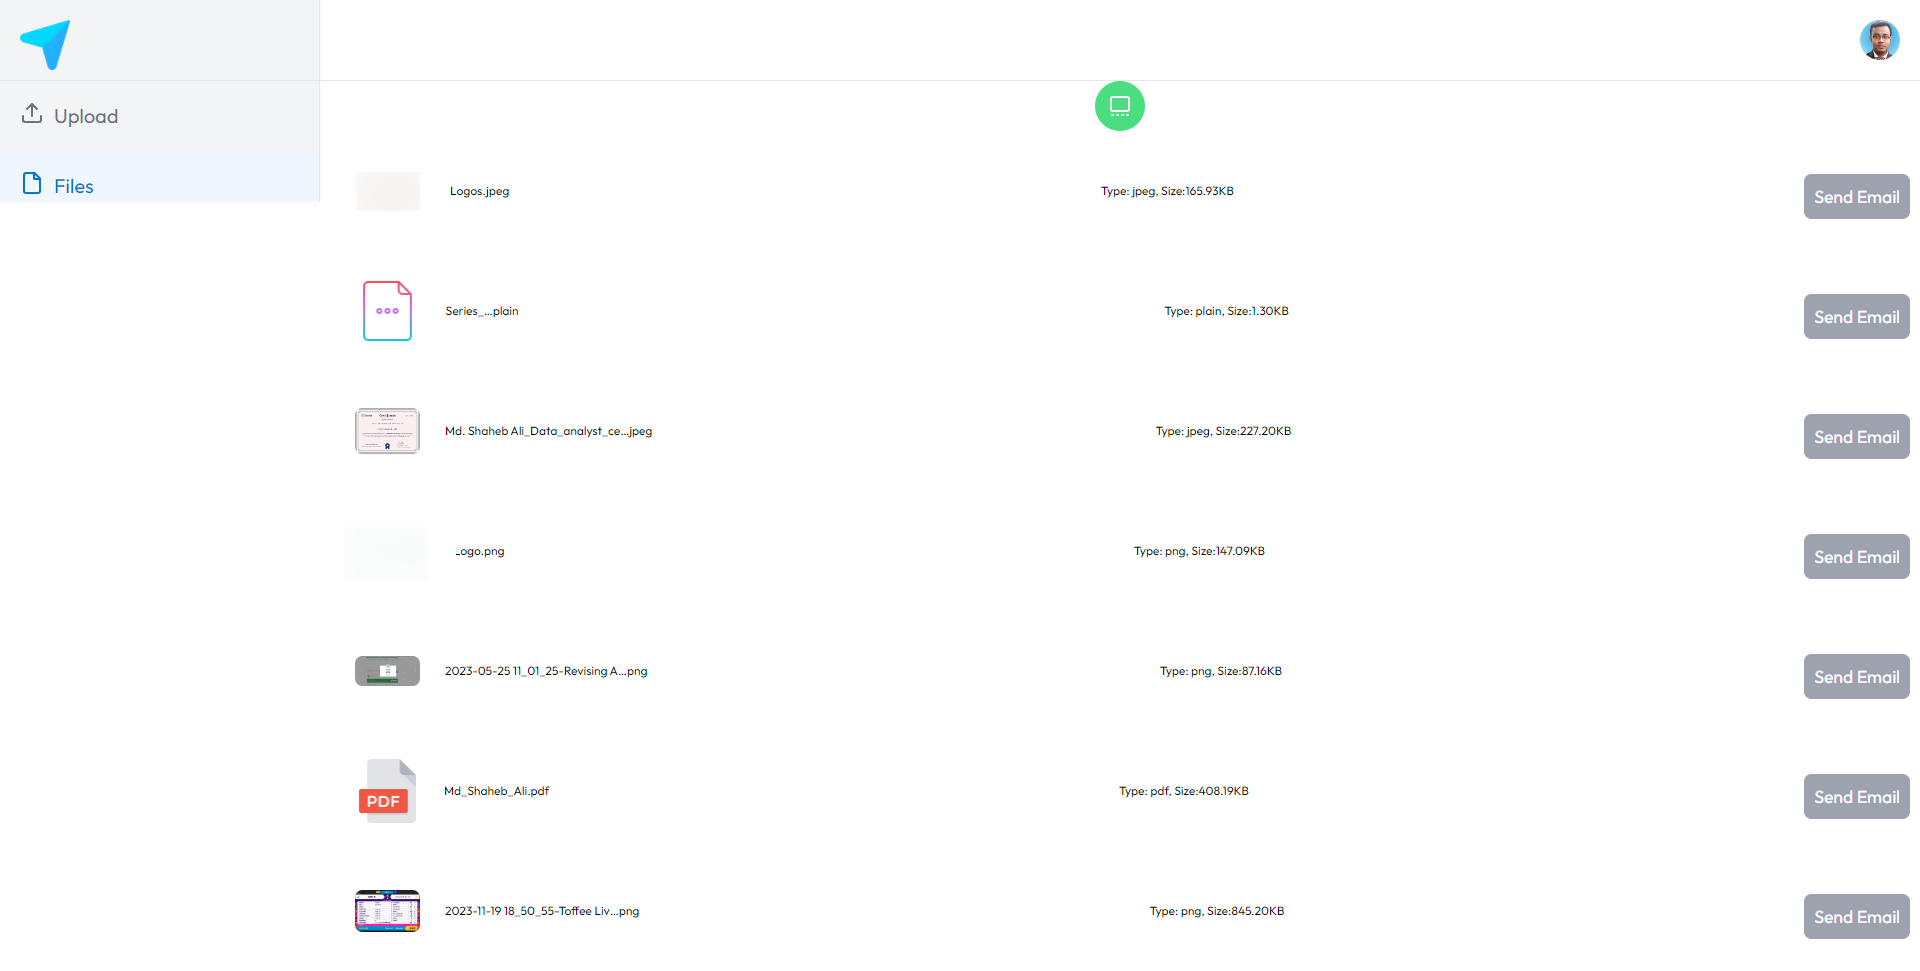 Upload
Files
Logos.jpeg Type: jpeg, Size:165.93KB Send Email
Series_...plain Type: plain, Size:1.30KB Send Email
Md. Shaheb Ali_Data_analyst_ce...jpeg Type: jpeg, Size:227.20KB Send Email
Logo.png Type: png, Size:147.09KB Send Email
2023-05-25 11_01_25-Revising A...png Type: png, Size:87.16KB Send Email
PDF Md_Shaheb_Ali.pdf Type: pdf, Size:408.19KB Send Email
2023-11-19 18_50_55-Toffee Liv...png Type: png, Size:845.20KB Send Email